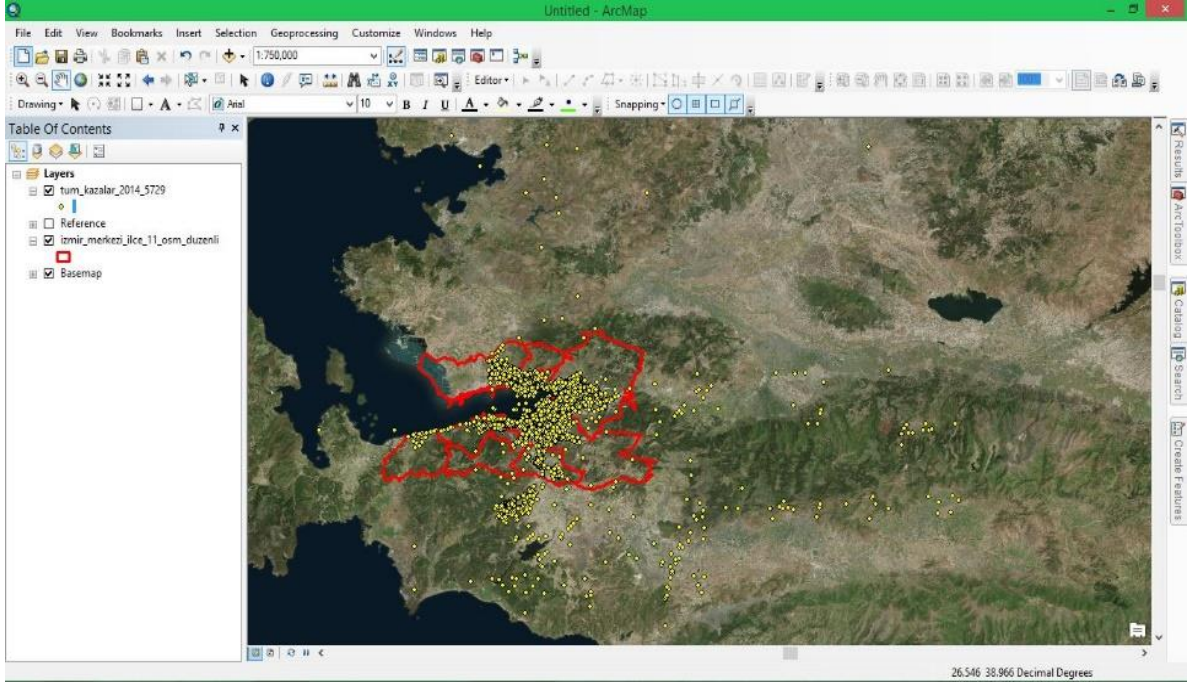 Untitled - ArcMap
File Edit View Bookmarks Insert Selection Geoprocessing Customize Windows Help
1:750,000
Editor
Drawing Arial 10 B I U A Snapping
Table Of Contents
Layers
tum_kazalar_2014_5729
Reference
izmir_merkezi_ilce_11_osm_duzenli
Basemap
Results
ArcToolbox
Catalog
Search
Create Features
26.546 38.966 Decimal Degrees